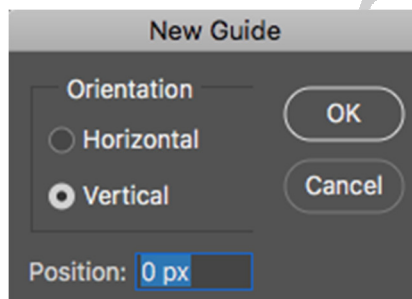 New Guide
Orientation
OK
Horizontal
Vertical
Cancel
Position: 0 px